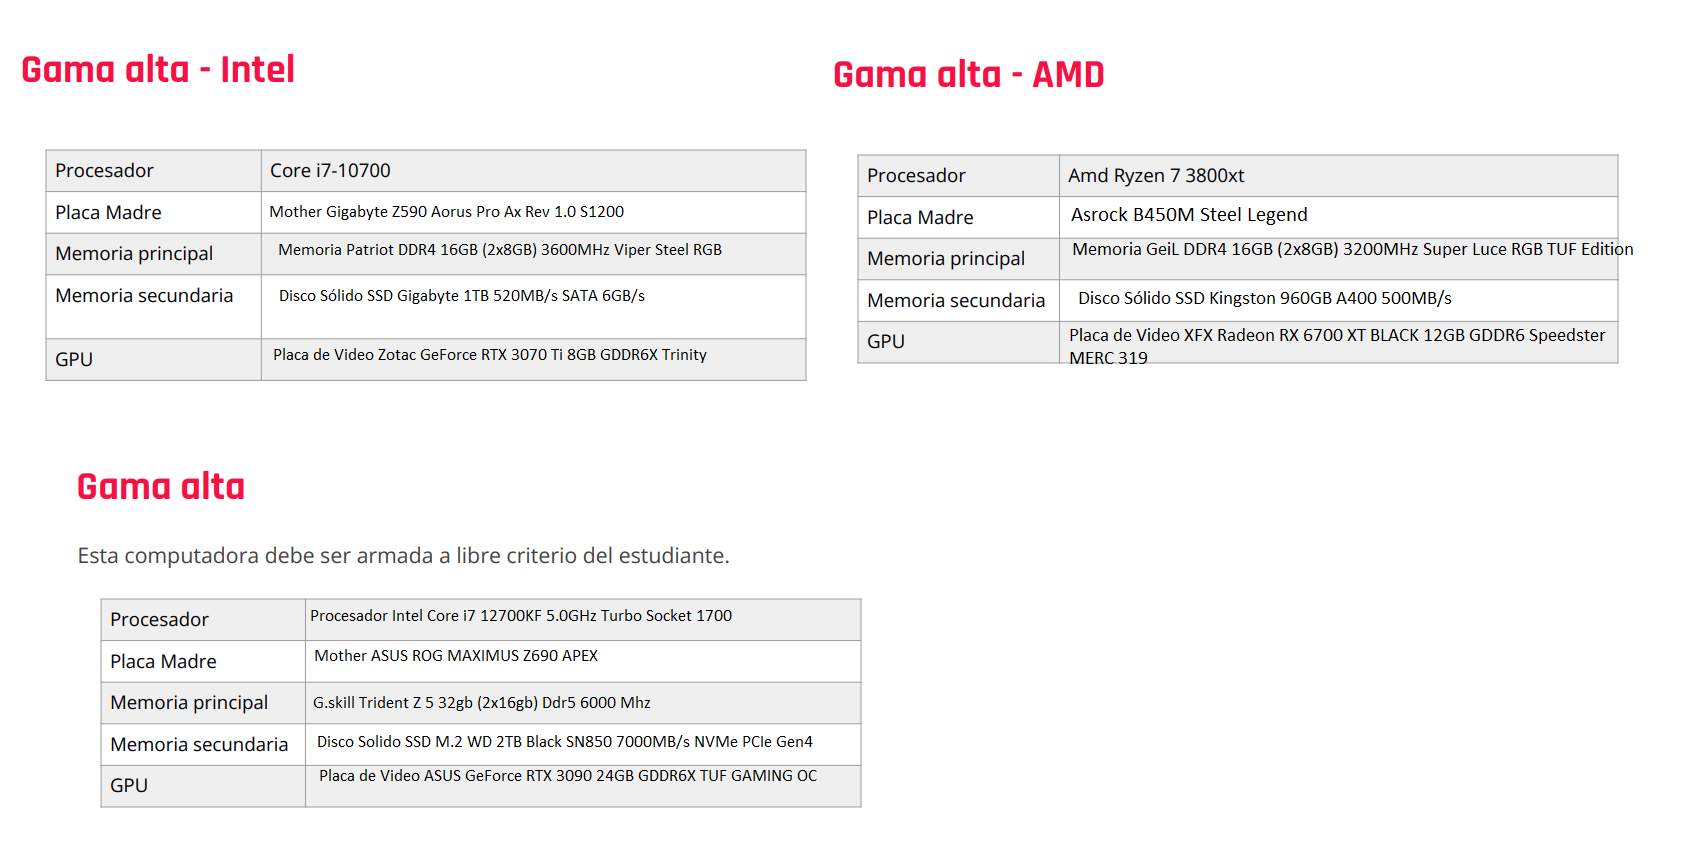 Gama alta - Intel
Procesador Core i7-10700
Placa Madre Mother Gigabyte Z590 Aorus Pro Ax Rev 1.0 S1200
Memoria principal Memoria Patriot DDR4 16GB (2x8GB) 3600MHz Viper Steel RGB
Memoria secundaria Disco Sólido SSD Gigabyte 1TB 520MB/s SATA 6GB/s
GPU Placa de Video Zotac GeForce RTX 3070 Ti 8GB GDDR6X Trinity
Gama alta - AMD
Procesador Amd Ryzen 7 3800xt
Placa Madre Asrock B450M Steel Legend
Memoria principal Memoria GeiL DDR4 16GB (2x8GB) 3200MHz Super Luce RGB TUF Edition
Memoria secundaria Disco Sólido SSD Kingston 960GB A400 500MB/s
GPU Placa de Video XFX Radeon RX 6700 XT BLACK 12GB GDDR6 Speedster
MERC 319
Gama alta
Esta computadora debe ser armada a libre criterio del estudiante.
Procesador Procesador Intel Core i7 12700KF 5.0GHz Turbo Socket 1700
Placa Madre Mother ASUS ROG MAXIMUS Z690 APEX
Memoria principal G.skill Trident Z 5 32gb (2x16gb) Ddr5 6000 Mhz
Memoria secundaria Disco Solido SSD M.2 WD 2TB Black SN850 7000MB/s NVMe PCIe Gen4
GPU Placa de Video ASUS GeForce RTX 3090 24GB GDDR6X TUF GAMING OC